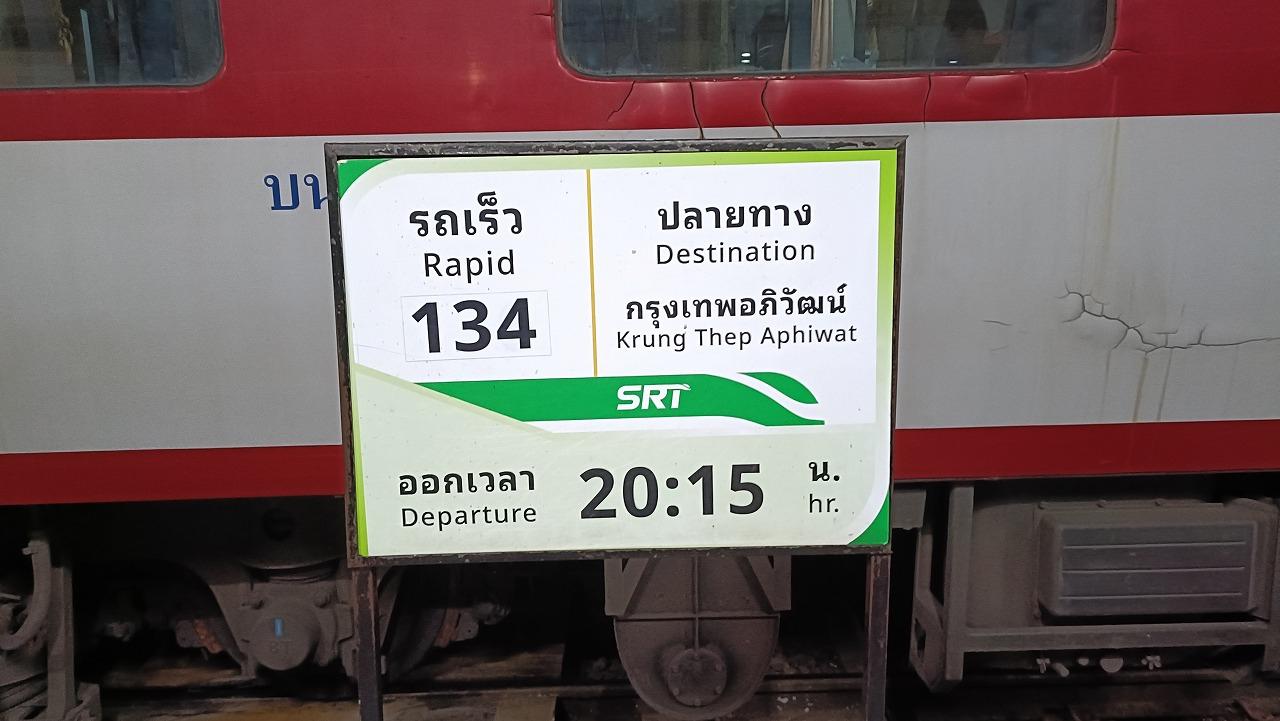 รถเร็ว
Rapid
134
ปลายทาง
Destination
กรุงเทพอภิวัฒน์
Krung Thep Aphiwat
SRT
ออกเวลา
Departure
20:15
น.
hr.